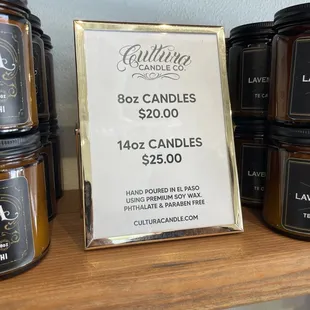 Cultura
CANDLE CO.
8oz CANDLES
$20.00
14oz CANDLES
$25.00
HAND POURED IN EL PASO
USING PREMIUM SOY WAX.
PHTHALATE & PARABEN FREE
CULTURACANDLE.COM